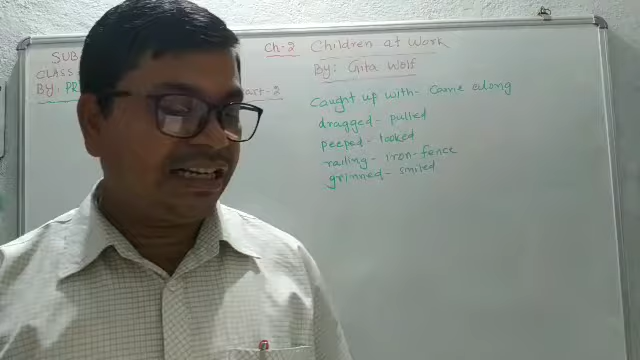 SUB
Ch-2 Children at Work
CLASS
By: Gita Wolf
BY: PR
art-2
Caught up with- Came along
dragged- pulled
peeped- looked
railing- iron-fence
grinned- smiled